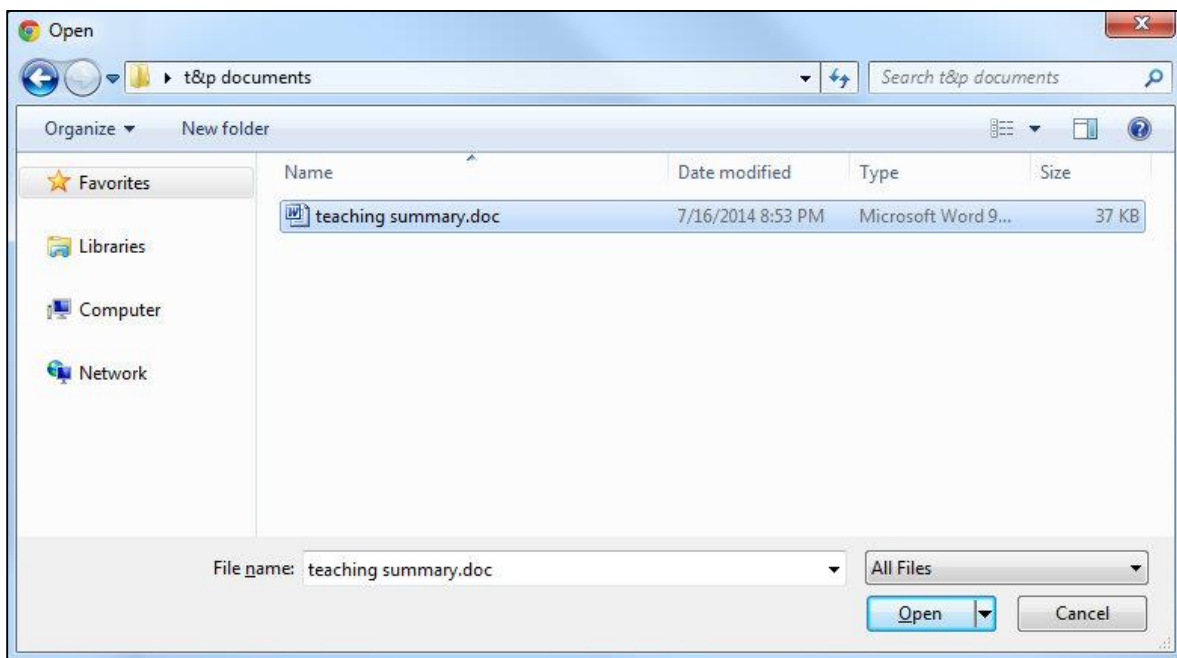 Open
t&p documents
Search t&p documents
Organize
New folder
Name Date modified Type Size
Favorites
teaching summary.doc 7/16/2014 8:53 PM Microsoft Word 9... 37 KB
Libraries
Computer
Network
File name: teaching summary.doc
All Files
Open Cancel